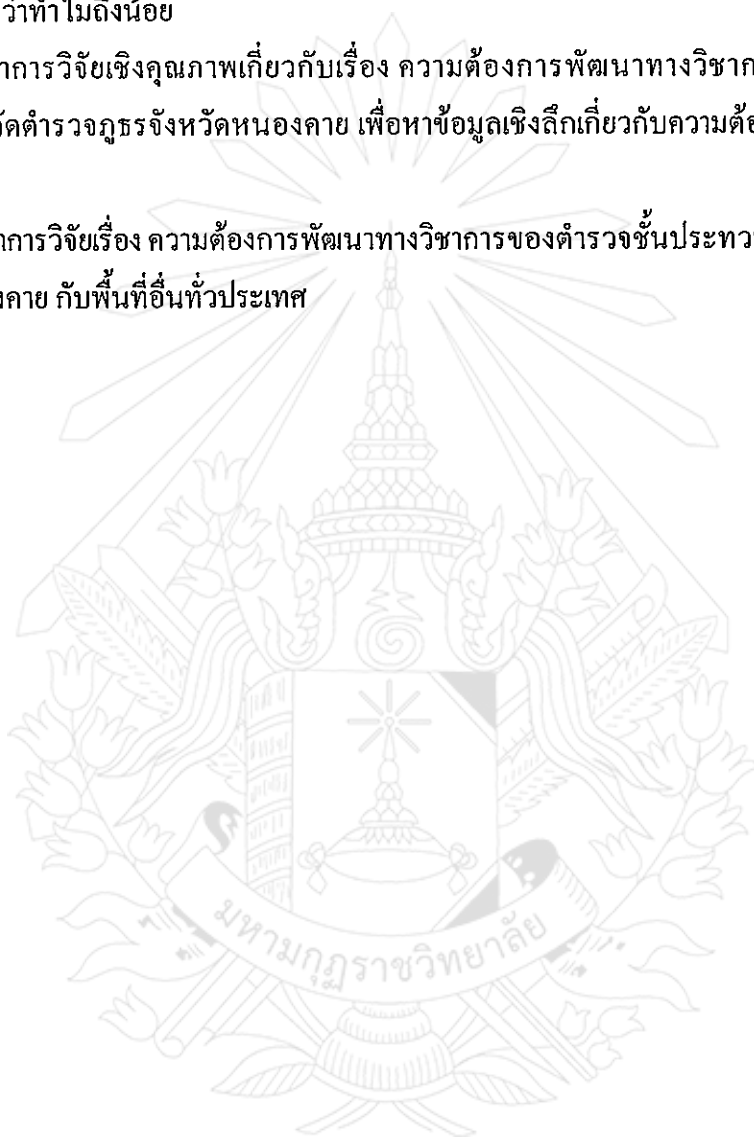 ว่าทำไมถึงน้อย
าการวิจัยเชิงคุณภาพเกี่ยวกับเรื่อง ความต้องการพัฒนาทางวิชาก
วัดตำรวจภูธรจังหวัดหนองคาย เพื่อหาข้อมูลเชิงลึกเกี่ยวกับความต้อ
าการวิจัยเรื่อง ความต้องการพัฒนาทางวิชาการของตำรวจชั้นประทว
งคาย กับพื้นที่อื่นทั่วประเทศ
มหามกุฏราชวิทยาลัย